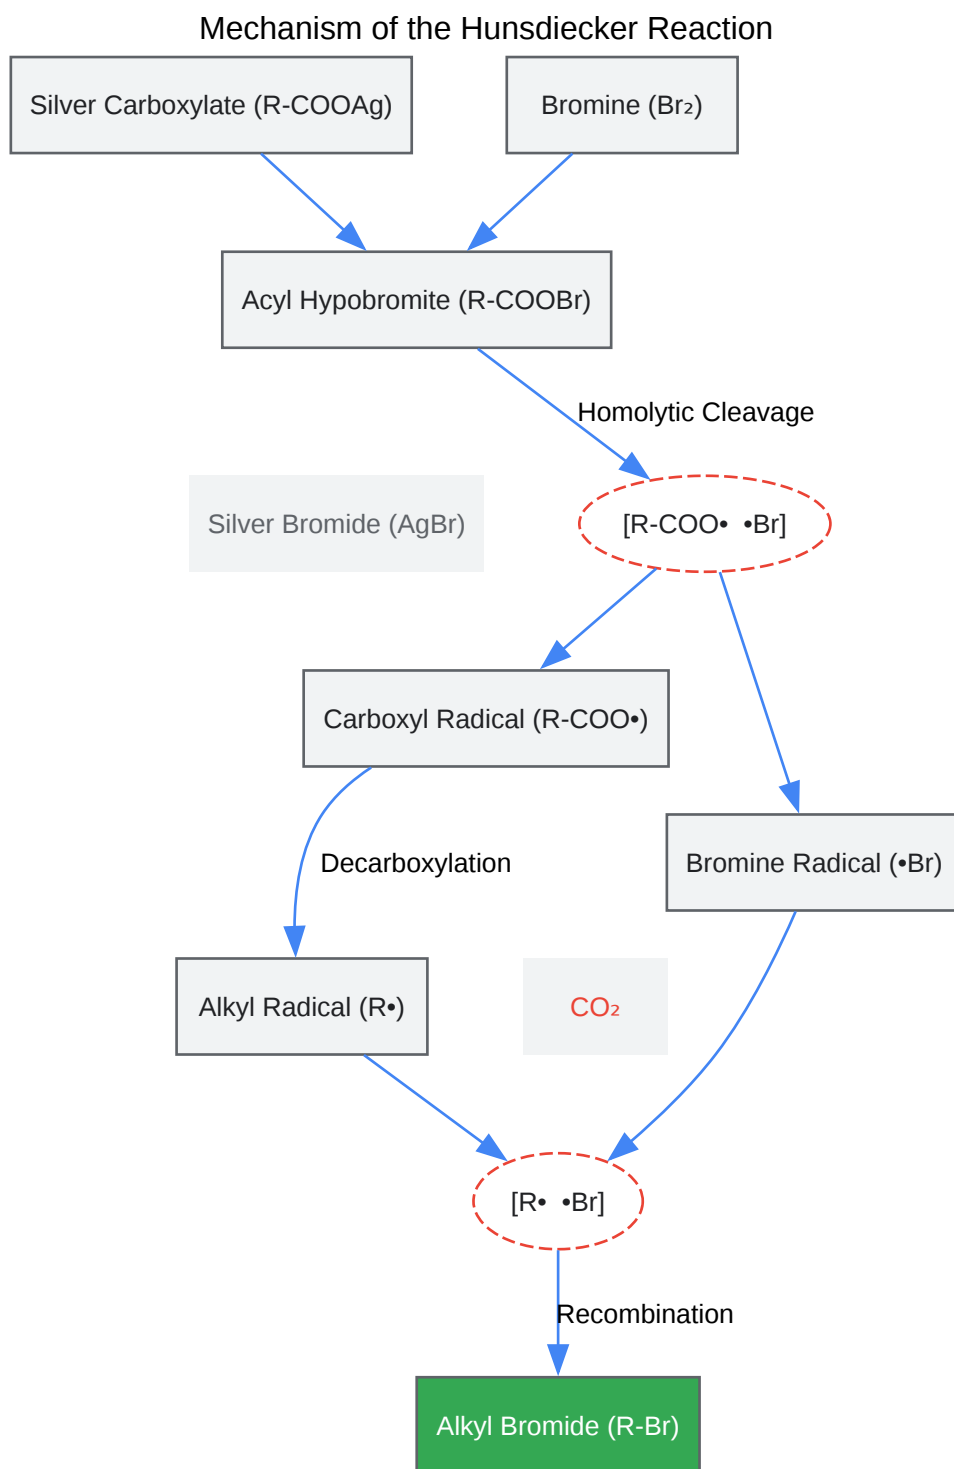 Mechanism of the Hunsdiecker Reaction
Silver Carboxylate (R-COOAg)
Bromine (Br₂)
Acyl Hypobromite (R-COOBr)
Homolytic Cleavage
Silver Bromide (AgBr)
[R-COO•  •Br]
Carboxyl Radical (R-COO•)
Decarboxylation
Bromine Radical (•Br)
Alkyl Radical (R•)
CO₂
[R•  •Br]
Recombination
Alkyl Bromide (R-Br)